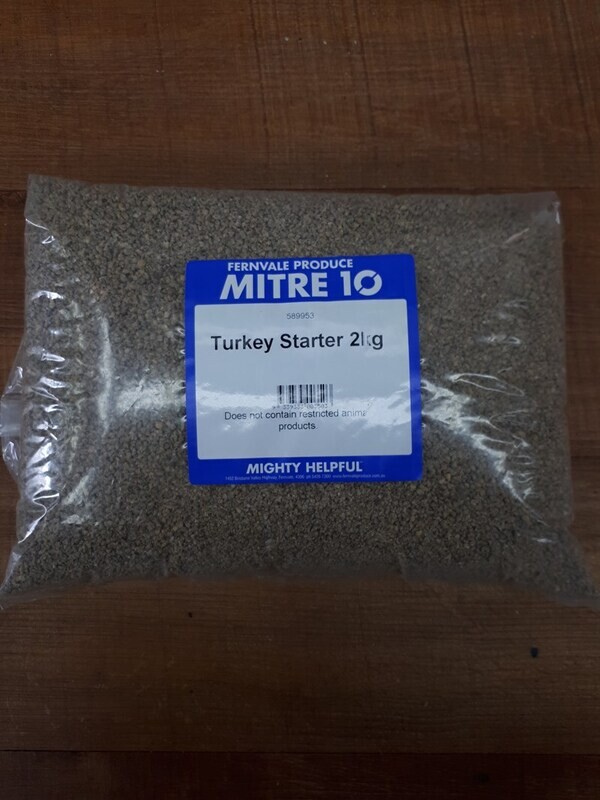 FERNVALE PRODUCE
MITRE 10
589953
Turkey Starter 2kg
Does not contain restricted animal
products
MIGHTY HELPFUL